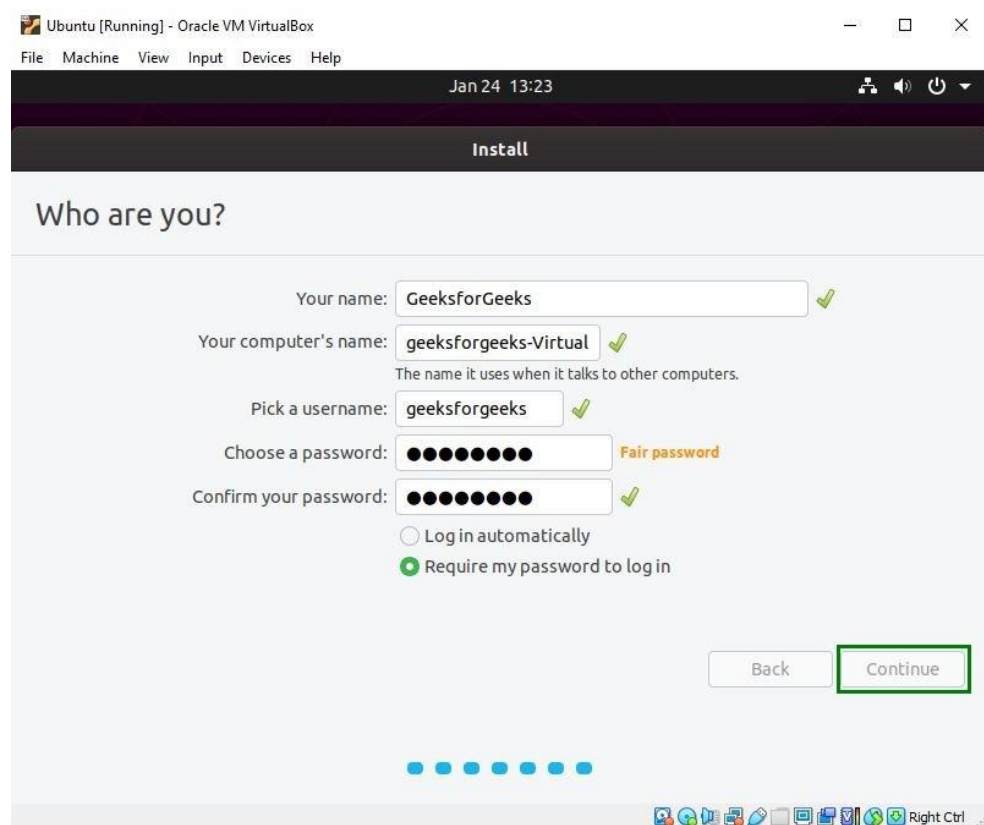 Ubuntu [Running] - Oracle VM VirtualBox
File Machine View Input Devices Help
Jan 24 13:23
Install
Who are you?
Your name: GeeksforGeeks
Your computer's name: geeksforgeeks-Virtual
The name it uses when it talks to other computers.
Pick a username: geeksforgeeks
Choose a password: ●●●●●●●● Fair password
Confirm your password: ●●●●●●●●
Log in automatically
Require my password to log in
Back Continue
Right Ctrl